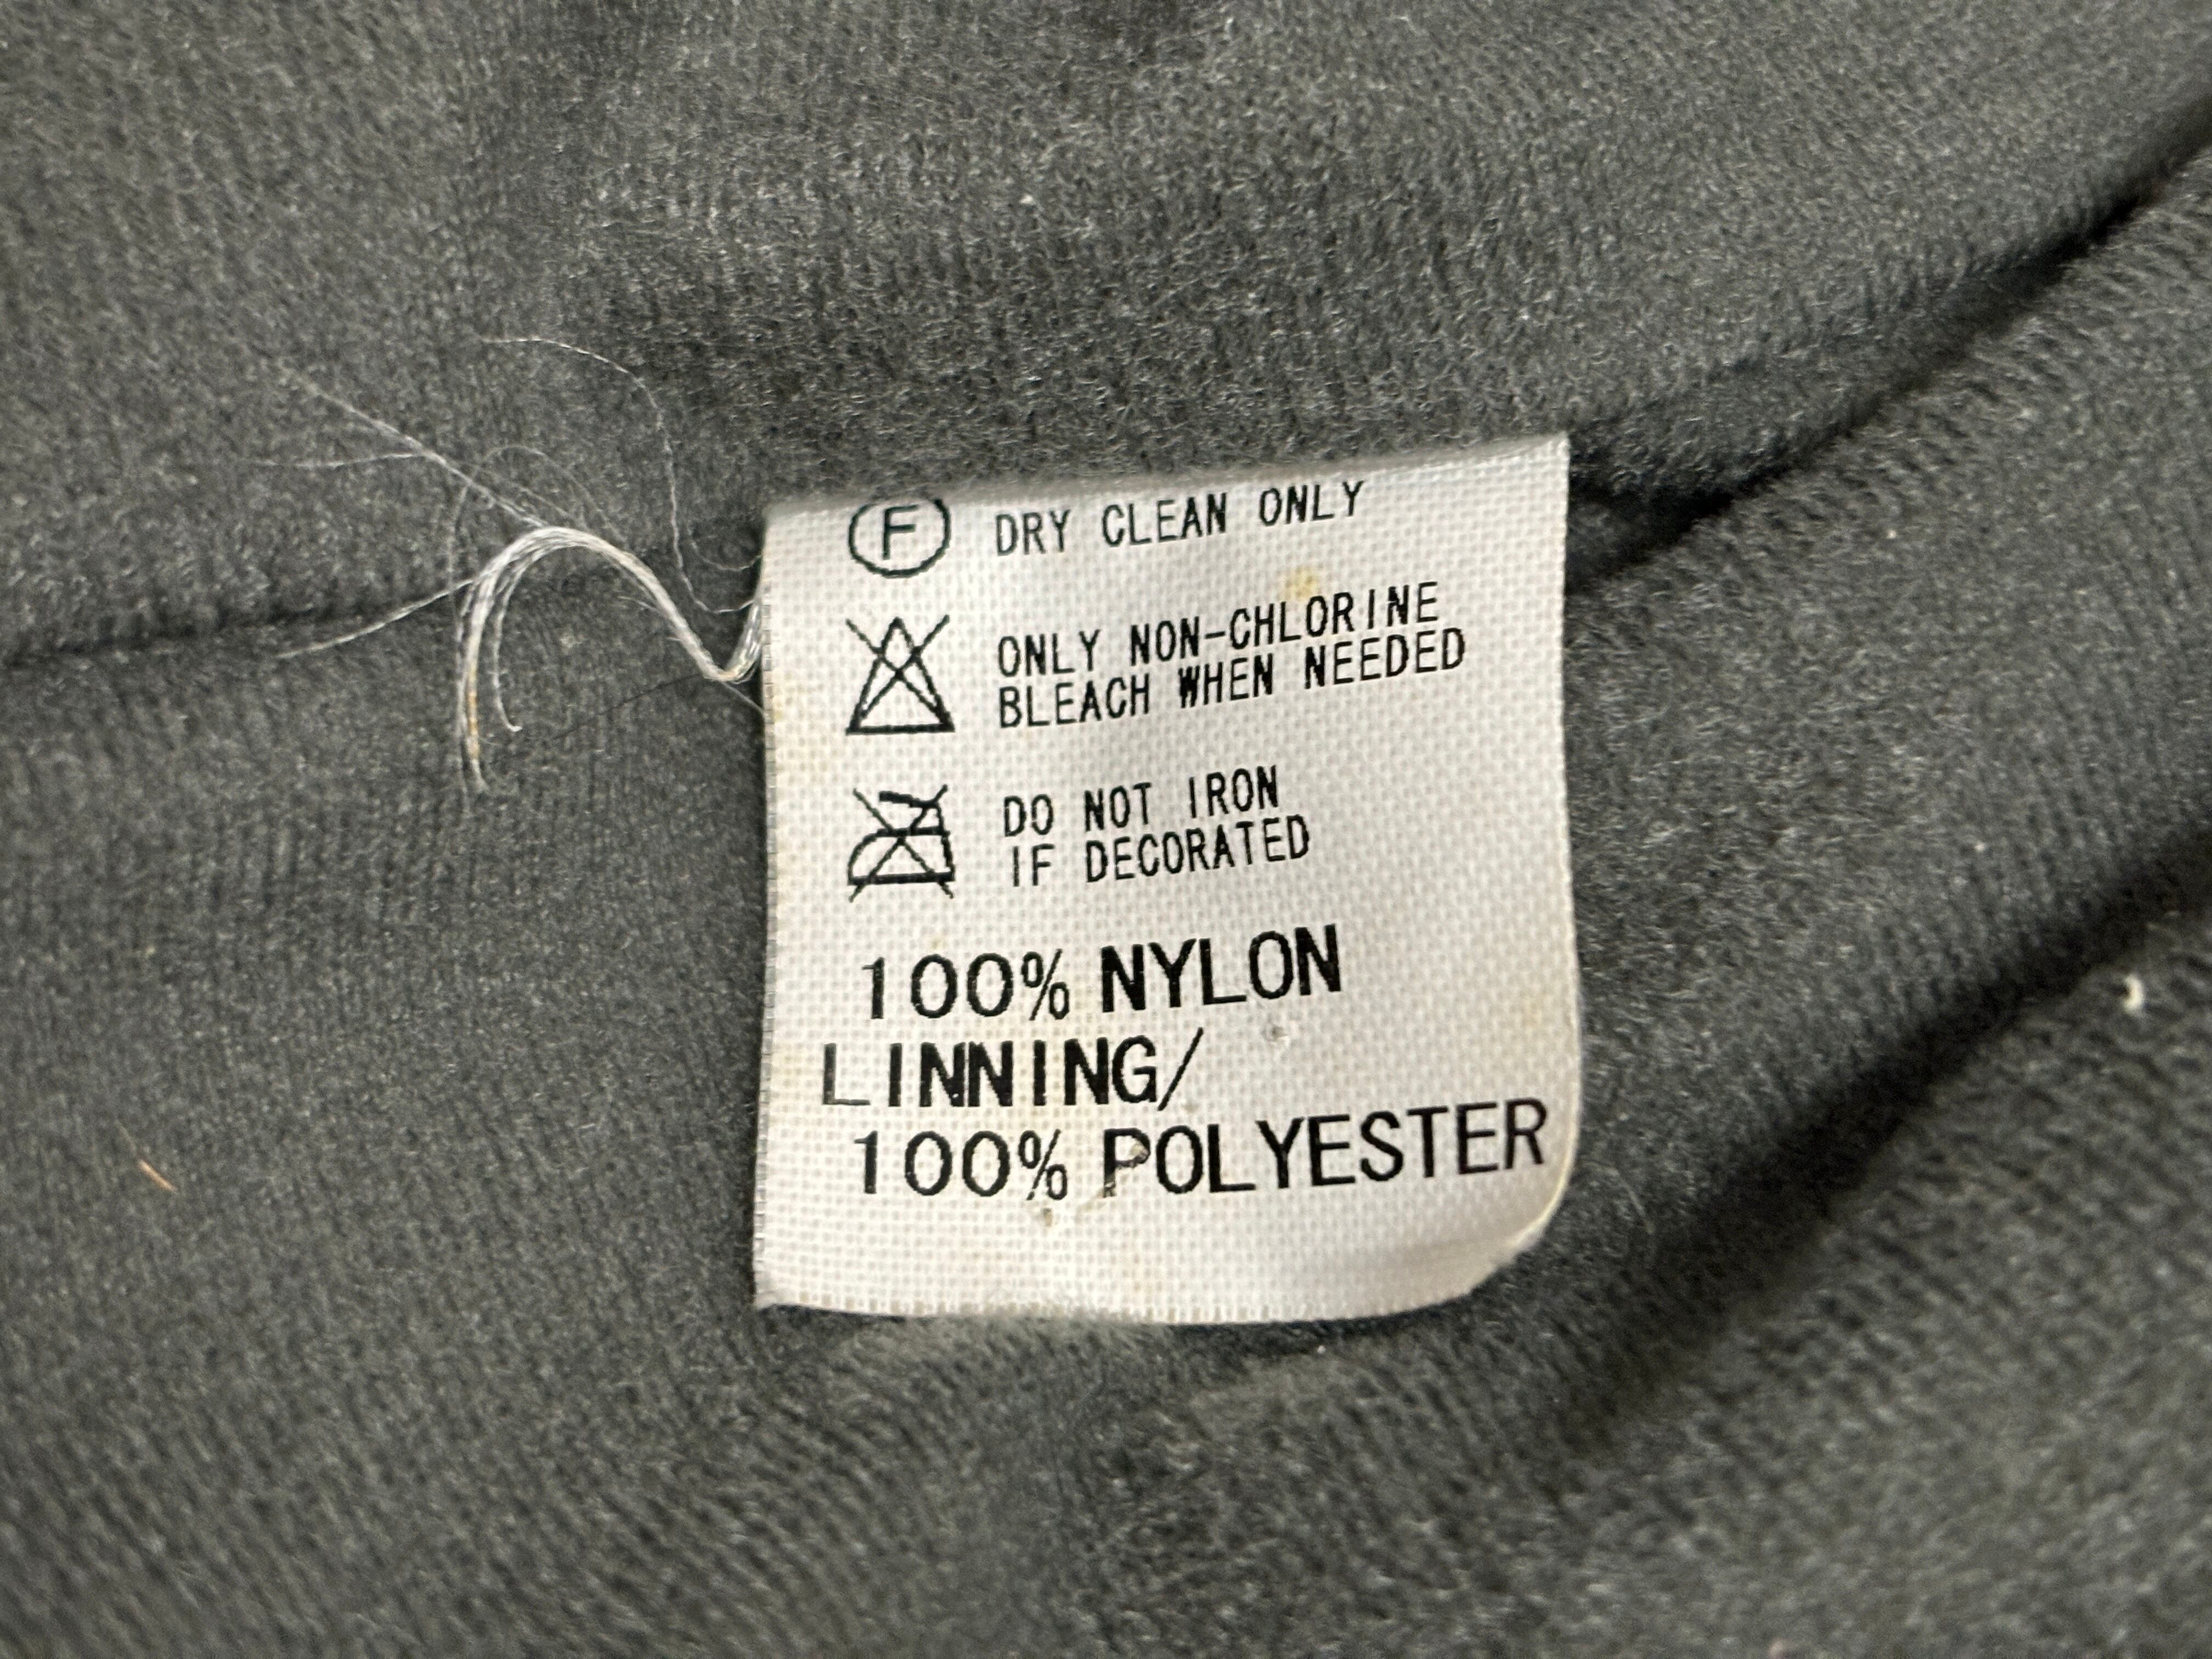 F DRY CLEAN ONLY
ONLY NON-CHLORINE
BLEACH WHEN NEEDED
DO NOT IRON
IF DECORATED
100% NYLON
LINNING/
100% POLYESTER